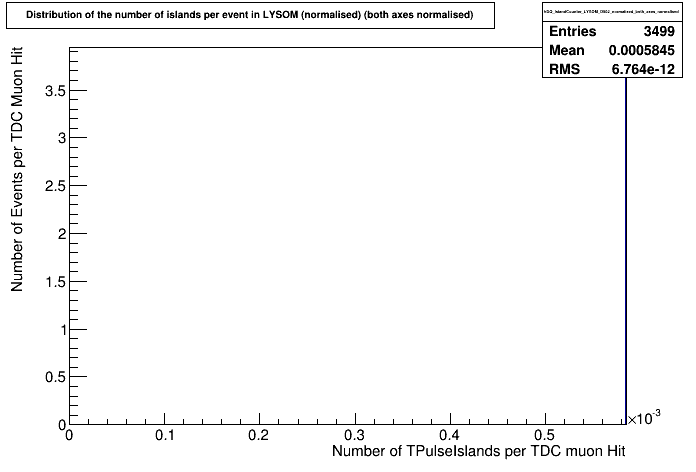 Distribution of the number of islands per event in LYSOM (normalised) (both axes normalised)
Entries 3499
Mean 0.0005845
RMS 6.764e-12
Number of Events per TDC Muon Hit
3.5
3
2.5
2
1.5
1
0.5
0
0 0.1 0.2 0.3 0.4 0.5
×10⁻³
Number of TPulseIslands per TDC muon Hit